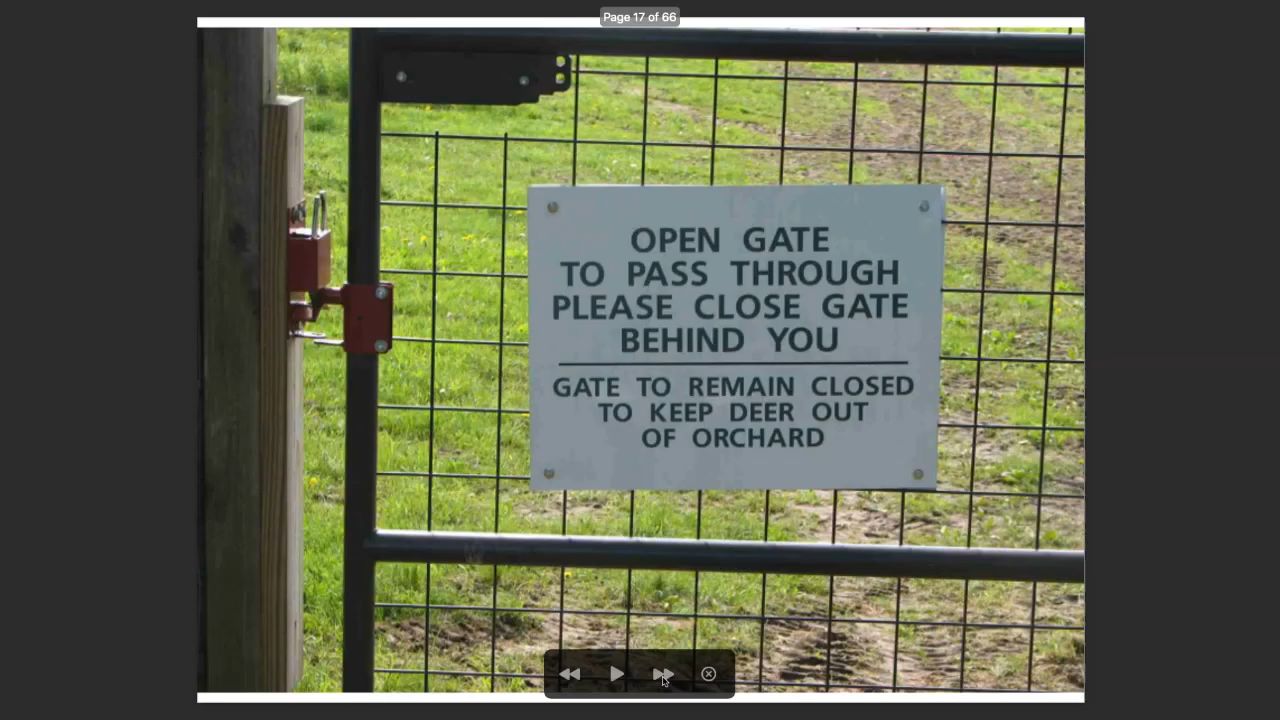 Page 17 of 66
OPEN GATE
TO PASS THROUGH
PLEASE CLOSE GATE
BEHIND YOU
GATE TO REMAIN CLOSED
TO KEEP DEER OUT
OF ORCHARD